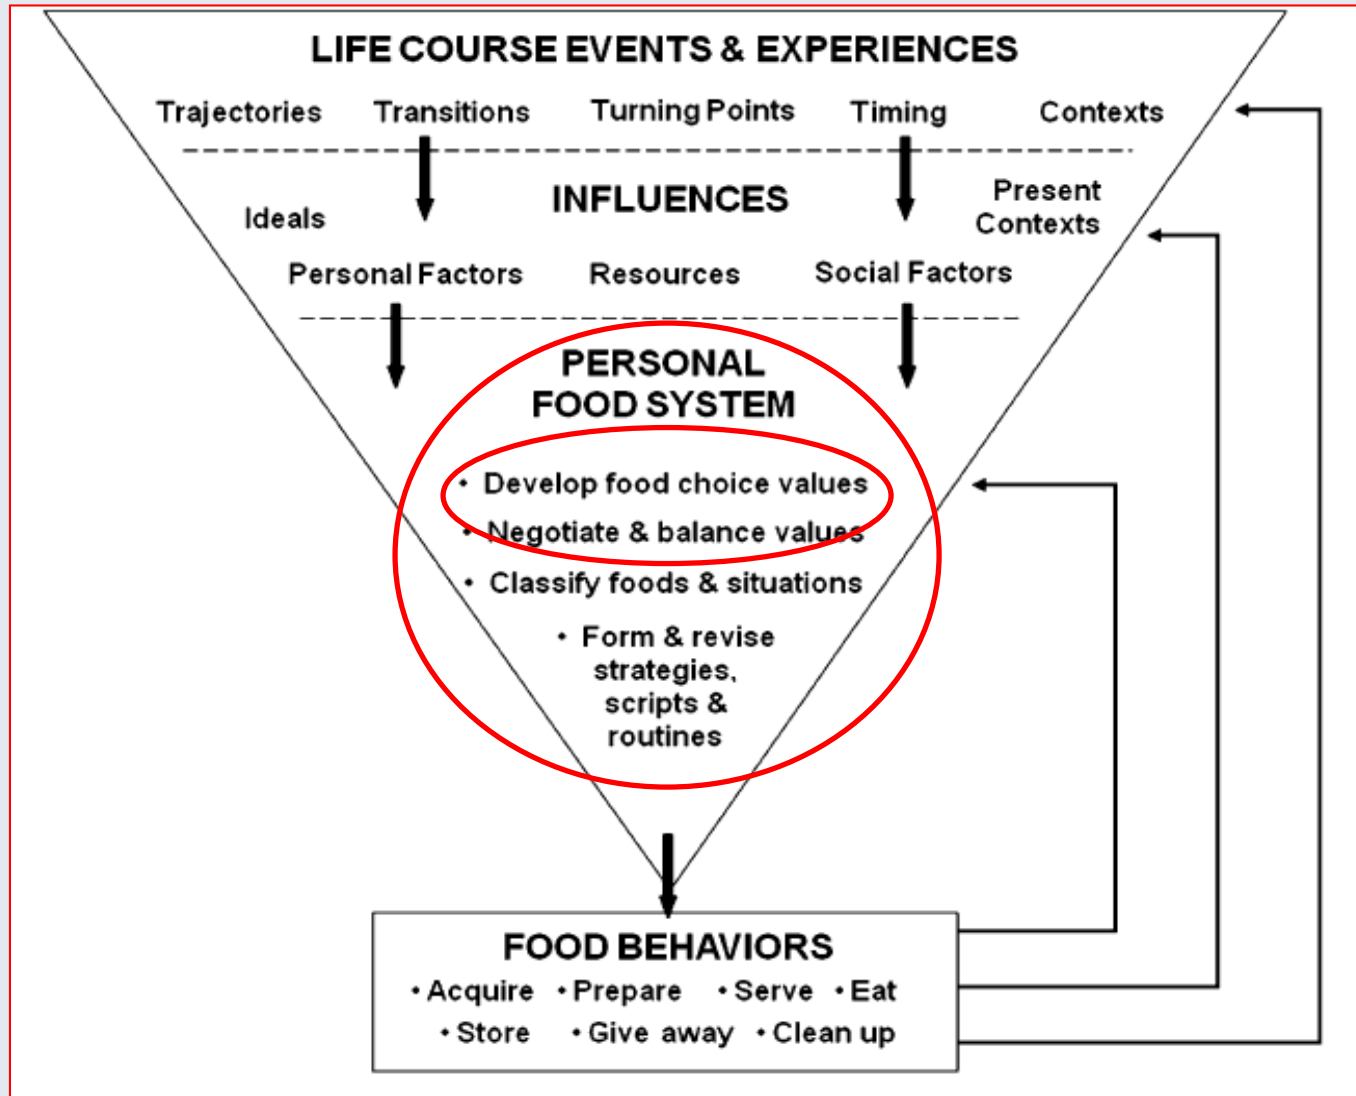 LIFE COURSE EVENTS & EXPERIENCES
Trajectories Transitions Turning Points Timing Contexts
INFLUENCES
Ideals
Present
Contexts
Personal Factors Resources Social Factors
PERSONAL
FOOD SYSTEM
• Develop food choice values
• Negotiate & balance values
• Classify foods & situations
• Form & revise
strategies,
scripts &
routines
FOOD BEHAVIORS
• Acquire • Prepare • Serve • Eat
• Store • Give away • Clean up